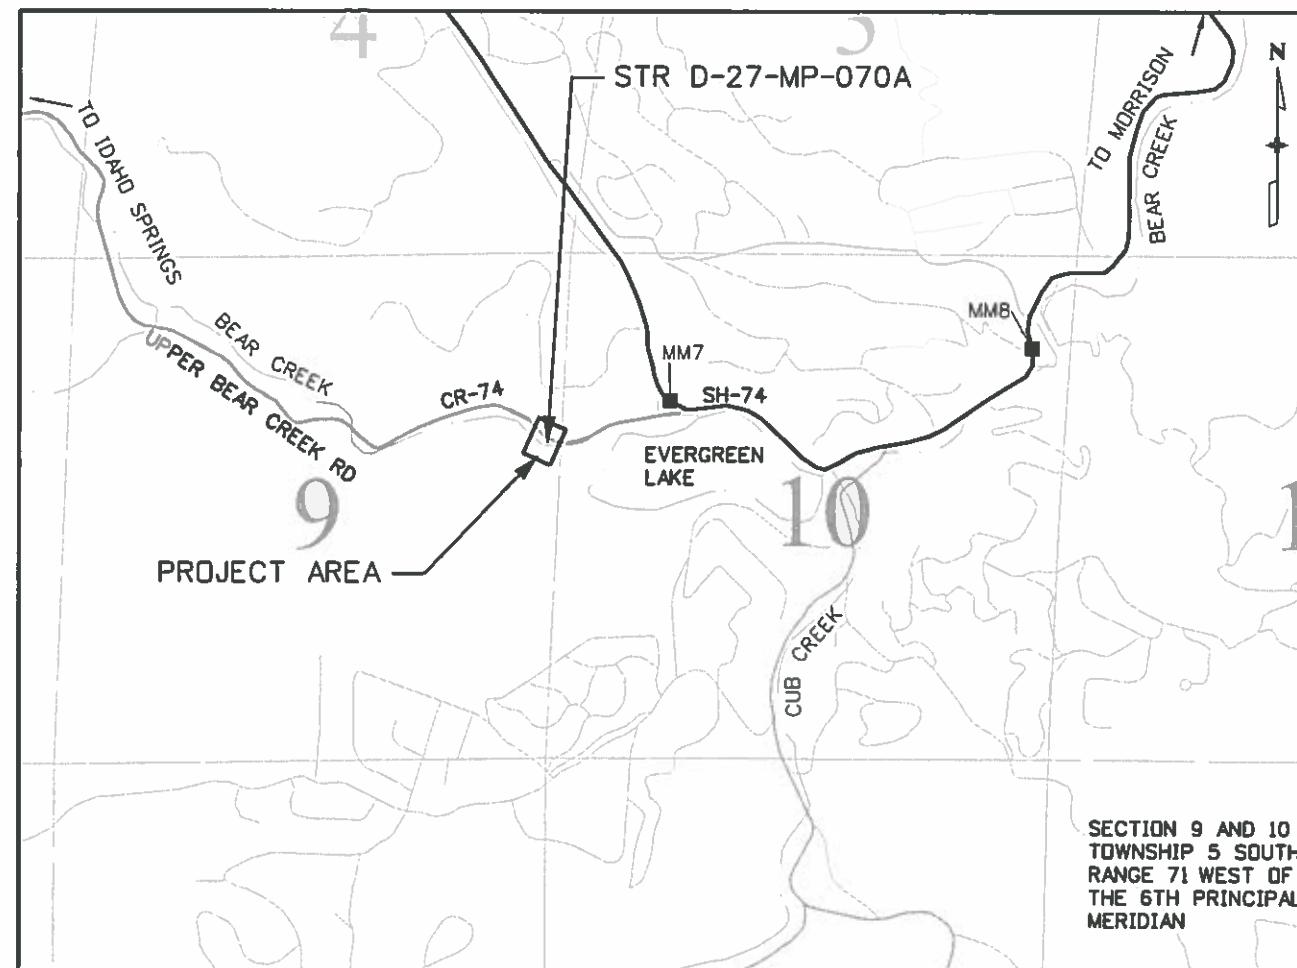 4
STR D-27-MP-070A
N
TO IDAHO SPRINGS
TO MORRISON
BEAR CREEK
BEAR CREEK
UPPER BEAR CREEK RD
CR-74
MM7
SH-74
MM8
EVERGREEN
LAKE
9
10
PROJECT AREA
CUB CREEK
SECTION 9 AND 10
TOWNSHIP 5 SOUTH
RANGE 71 WEST OF
THE 6TH PRINCIPAL
MERIDIAN